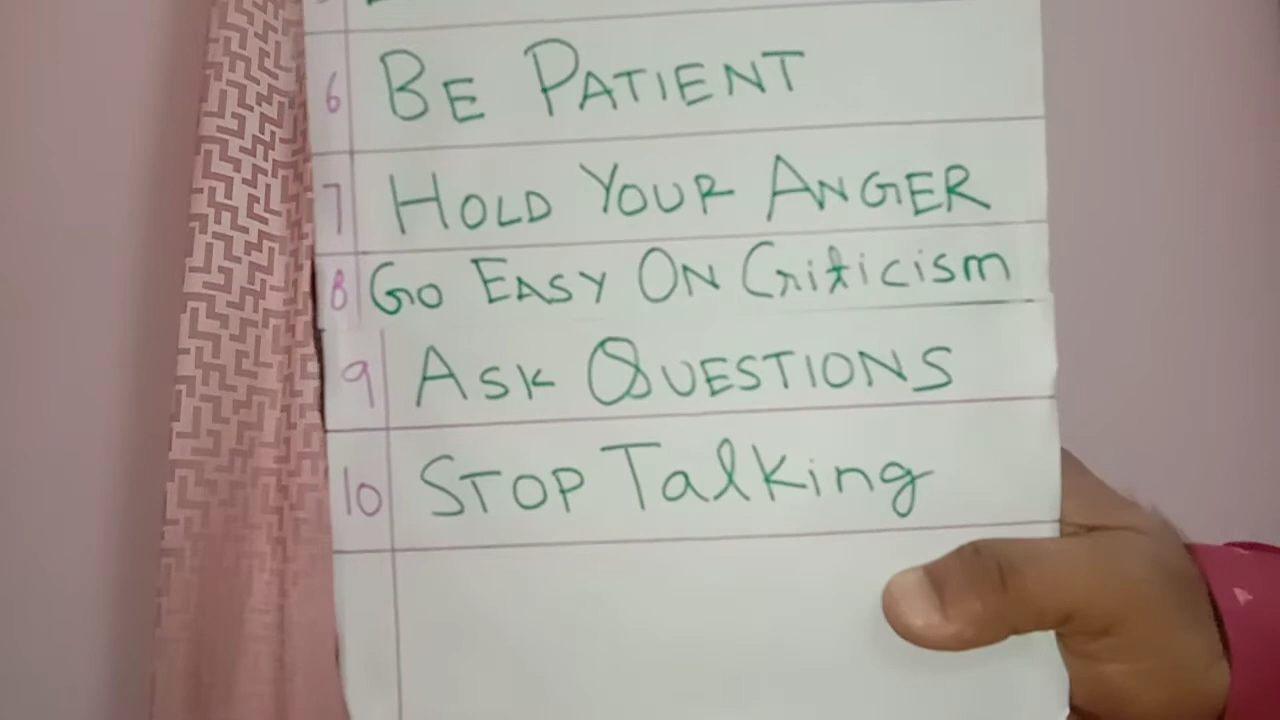 6 BE PATIENT
7 HOLD YOUR ANGER
8 GO EASY ON CRiticism
9 ASK QUESTIONS
10 STOP Talking